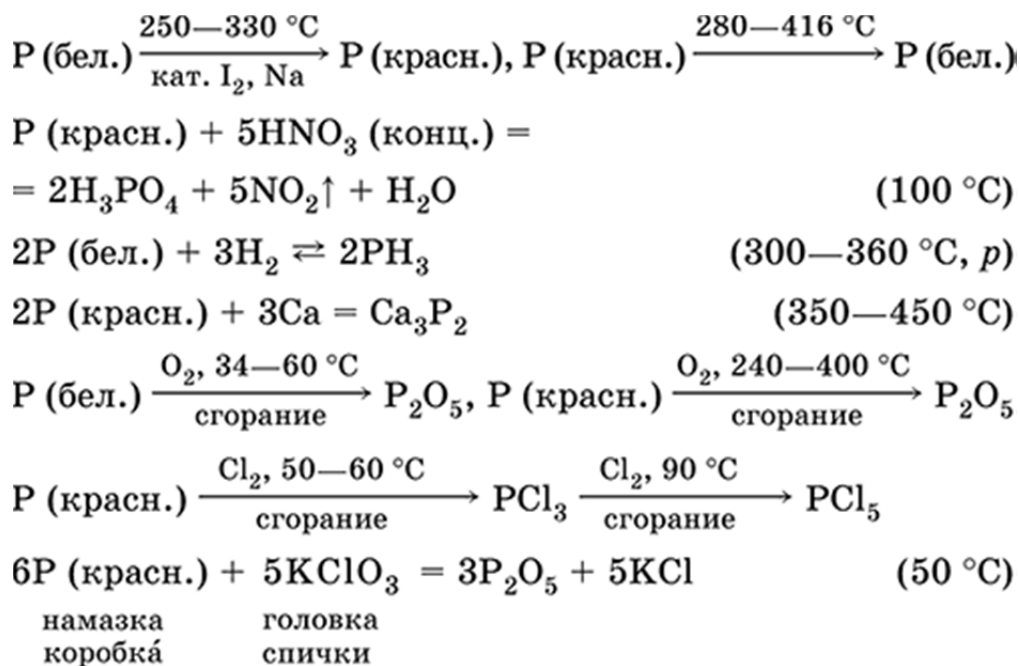 P (бел.) 250—330 °C кат. I₂, Na → P (красн.), P (красн.) 280—416 °C → P (бел.)
P (красн.) + 5HNO₃ (конц.) =
= 2H₃PO₄ + 5NO₂↑ + H₂O (100 °C)
2P (бел.) + 3H₂ ⇄ 2PH₃ (300—360 °C, p)
2P (красн.) + 3Ca = Ca₃P₂ (350—450 °C)
P (бел.) O₂, 34—60 °C сгорание → P₂O₅, P (красн.) O₂, 240—400 °C сгорание → P₂O₅
P (красн.) Cl₂, 50—60 °C сгорание → PCl₃ Cl₂, 90 °C сгорание → PCl₅
6P (красн.) + 5KClO₃ = 3P₂O₅ + 5KCl (50 °C)
намазка головка
коробка́ спички